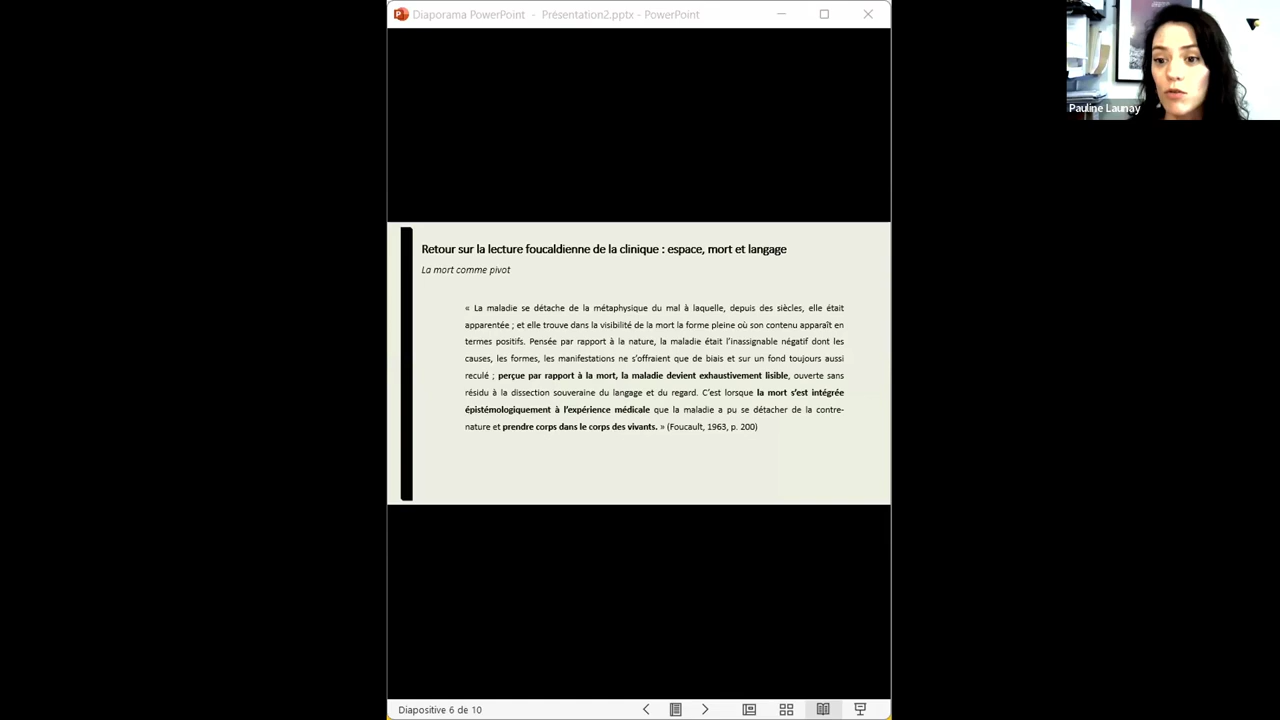 Diaporama PowerPoint - Présentation2.pptx - PowerPoint
Pauline Launay
Retour sur la lecture foucaldienne de la clinique : espace, mort et langage
La mort comme pivot
« La maladie se détache de la métaphysique du mal à laquelle, depuis des siècles, elle était
apparentée ; et elle trouve dans la visibilité de la mort la forme pleine où son contenu apparaît en
termes positifs. Pensée par rapport à la nature, la maladie était l’inassignable négatif dont les
causes, les formes, les manifestations ne s’offraient que de biais et sur un fond toujours aussi
reculé ; perçue par rapport à la mort, la maladie devient exhaustivement lisible, ouverte sans
résidu à la dissection souveraine du langage et du regard. C’est lorsque la mort s’est intégrée
épistémologiquement à l’expérience médicale que la maladie a pu se détacher de la contre-
nature et prendre corps dans le corps des vivants. » (Foucault, 1963, p. 200)
Diapositive 6 de 10